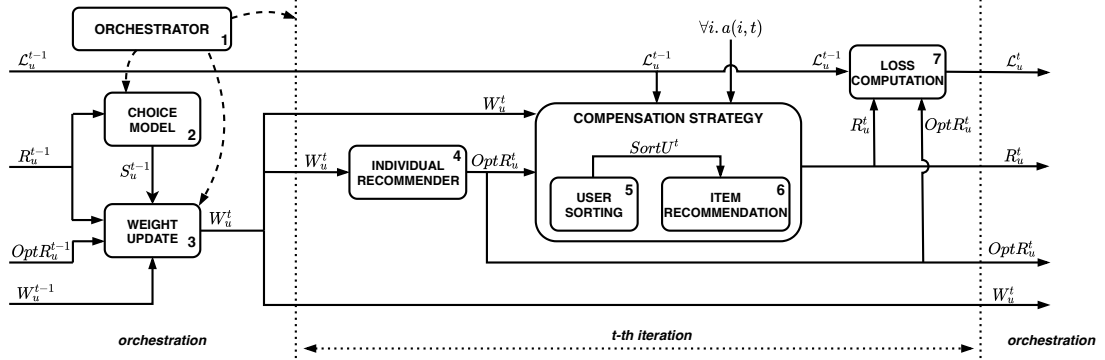 ORCHESTRATOR
1
∀i. a(i, t)
ℒ_u^{t−1}
ℒ_u^{t−1}
ℒ_u^{t−1}
LOSS
COMPUTATION
7
ℒ_u^t
CHOICE
MODEL
2
W_u^t
COMPENSATION STRATEGY
R_u^t
OptR_u^t
R_u^{t−1}
S_u^{t−1}
W_u^t
INDIVIDUAL
RECOMMENDER
4
OptR_u^t
SortU^t
R_u^t
USER
SORTING
5
ITEM
RECOMMENDATION
6
WEIGHT
UPDATE
3
W_u^t
OptR_u^{t−1}
OptR_u^t
W_u^{t−1}
W_u^t
orchestration
t-th iteration
orchestration